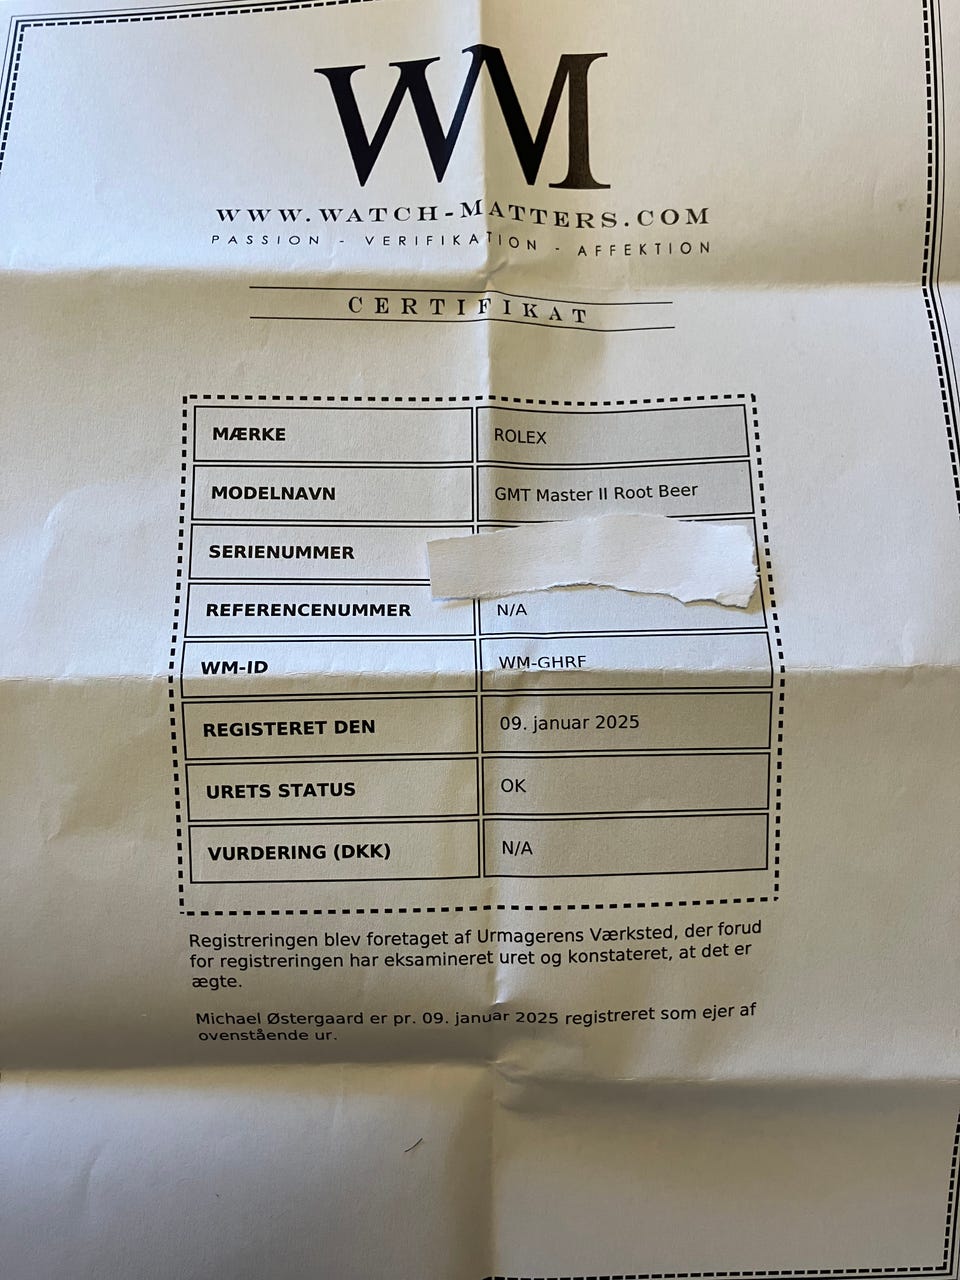 WM
WWW.WATCH-MATTERS.COM
PASSION - VERIFIKATION - AFFEKTION
CERTIFIKAT
MÆRKE ROLEX
MODELNAVN GMT Master II Root Beer
SERIENUMMER
REFERENCENUMMER N/A
WM-ID WM-GHRF
REGISTERET DEN 09. januar 2025
URETS STATUS OK
VURDERING (DKK) N/A
Registreringen blev foretaget af Urmagerens Værksted, der forud
for registreringen har eksamineret uret og konstateret, at det er
ægte.
Michael Østergaard er pr. 09. januar 2025 registreret som ejer af
ovenstående ur.